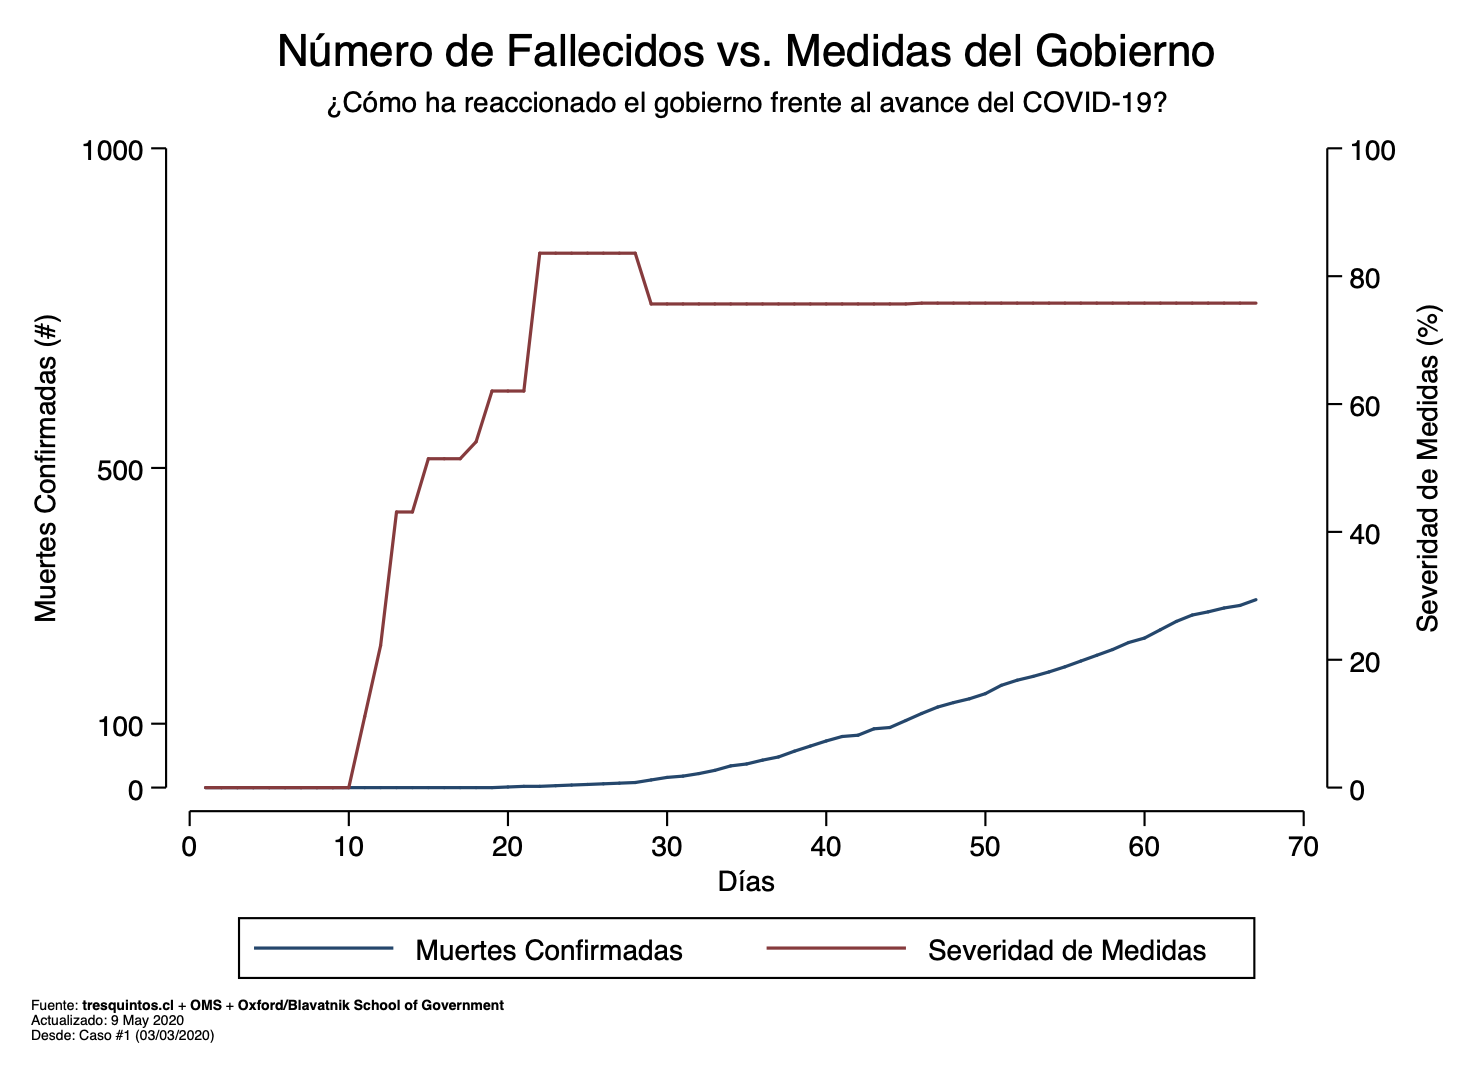 Número de Fallecidos vs. Medidas del Gobierno
¿Cómo ha reaccionado el gobierno frente al avance del COVID-19?
Muertes Confirmadas (#)
1000
500
100
0
Severidad de Medidas (%)
100
80
60
40
20
0
0 10 20 30 40 50 60 70
Días
Muertes Confirmadas Severidad de Medidas
Fuente: tresquintos.cl + OMS + Oxford/Blavatnik School of Government
Actualizado: 9 May 2020
Desde: Caso #1 (03/03/2020)